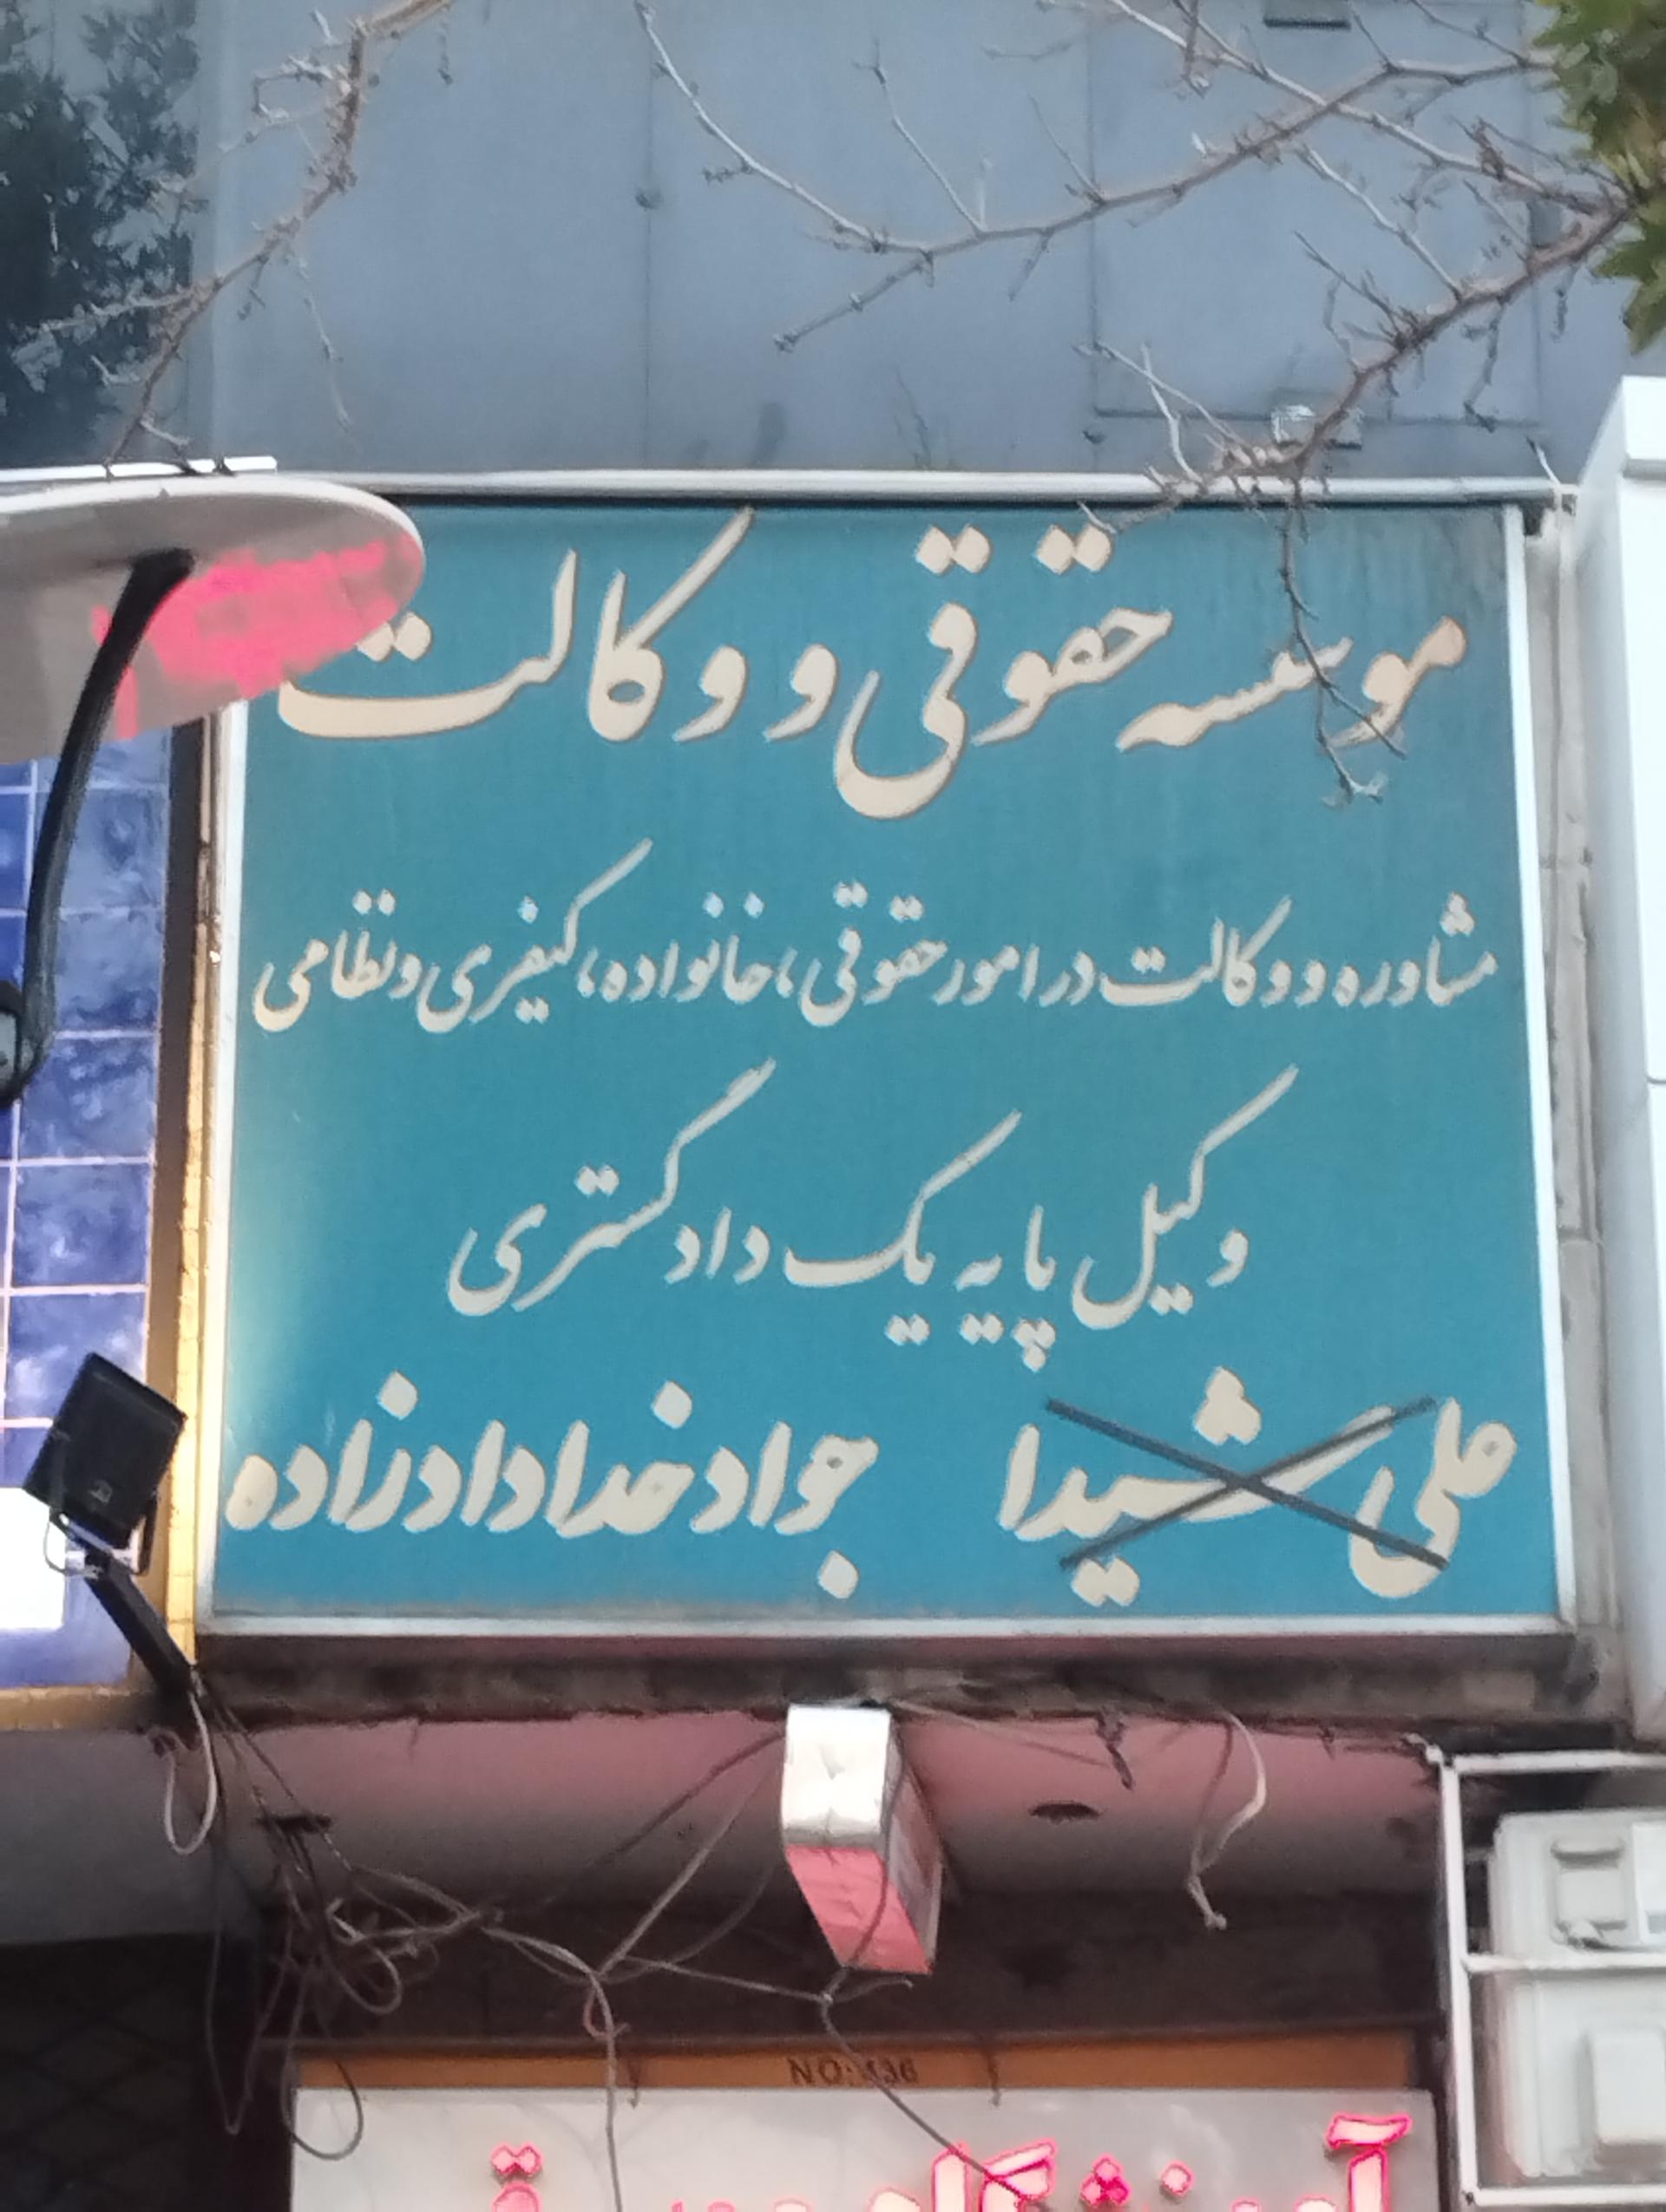 موسسه حقوقی و وکالت
مشاوره و وکالت در امور حقوقی، خانواده، کیفری و نظامی
وکیل پایه یک دادگستری
علی شیدا جواد خدادادزاده
NO: 436